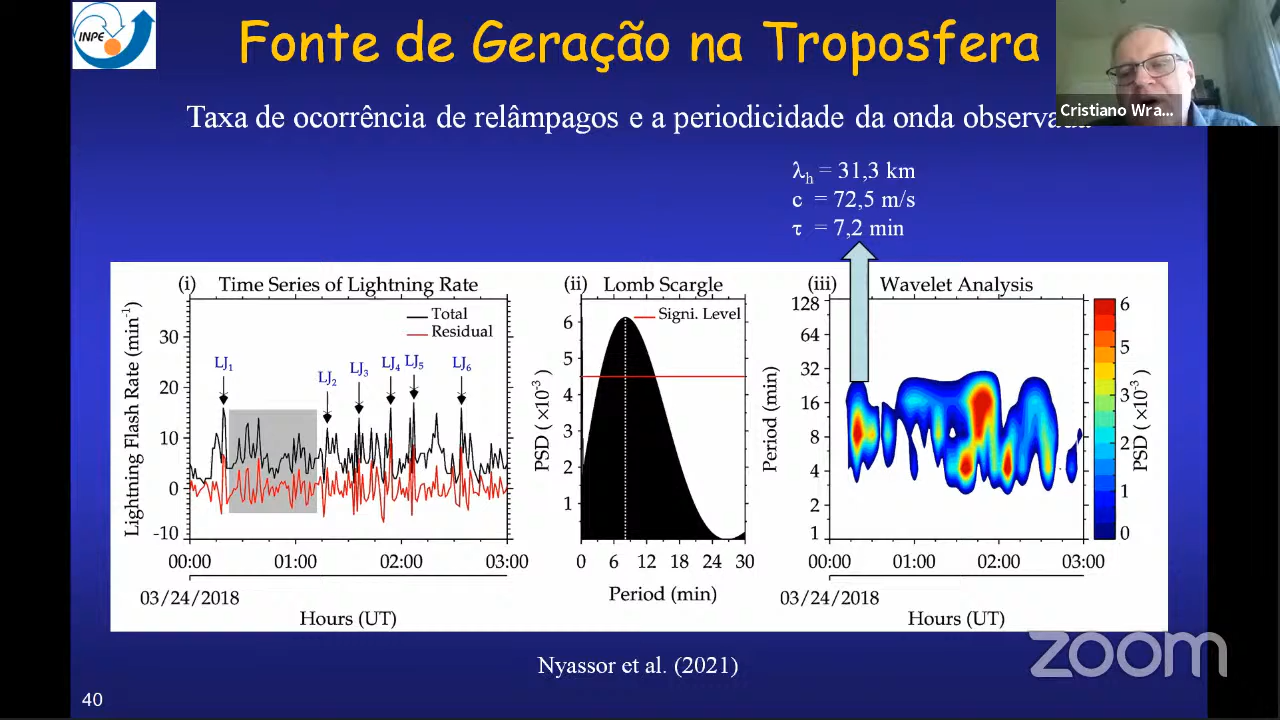 INPE
Fonte de Geração na Troposfera
Cristiano Wra...
Taxa de ocorrência de relâmpagos e a periodicidade da onda observada
λh = 31,3 km
c = 72,5 m/s
τ = 7,2 min
(i) Time Series of Lightning Rate
Total
Residual
LJ1
LJ2
LJ3
LJ4
LJ5
LJ6
Lightning Flash Rate (min-1)
30
20
10
0
-10
00:00
01:00
02:00
03:00
03/24/2018
Hours (UT)
(ii) Lomb Scargle
Signi. Level
PSD (×10-3)
6
5
4
3
2
1
0 6 12 18 24 30
Period (min)
(iii) Wavelet Analysis
Period (min)
128
64
32
16
8
4
2
1
00:00
01:00
02:00
03:00
03/24/2018
Hours (UT)
6
5
3
2
1
0
PSD (×10-3)
Nyassor et al. (2021)
zoom
40